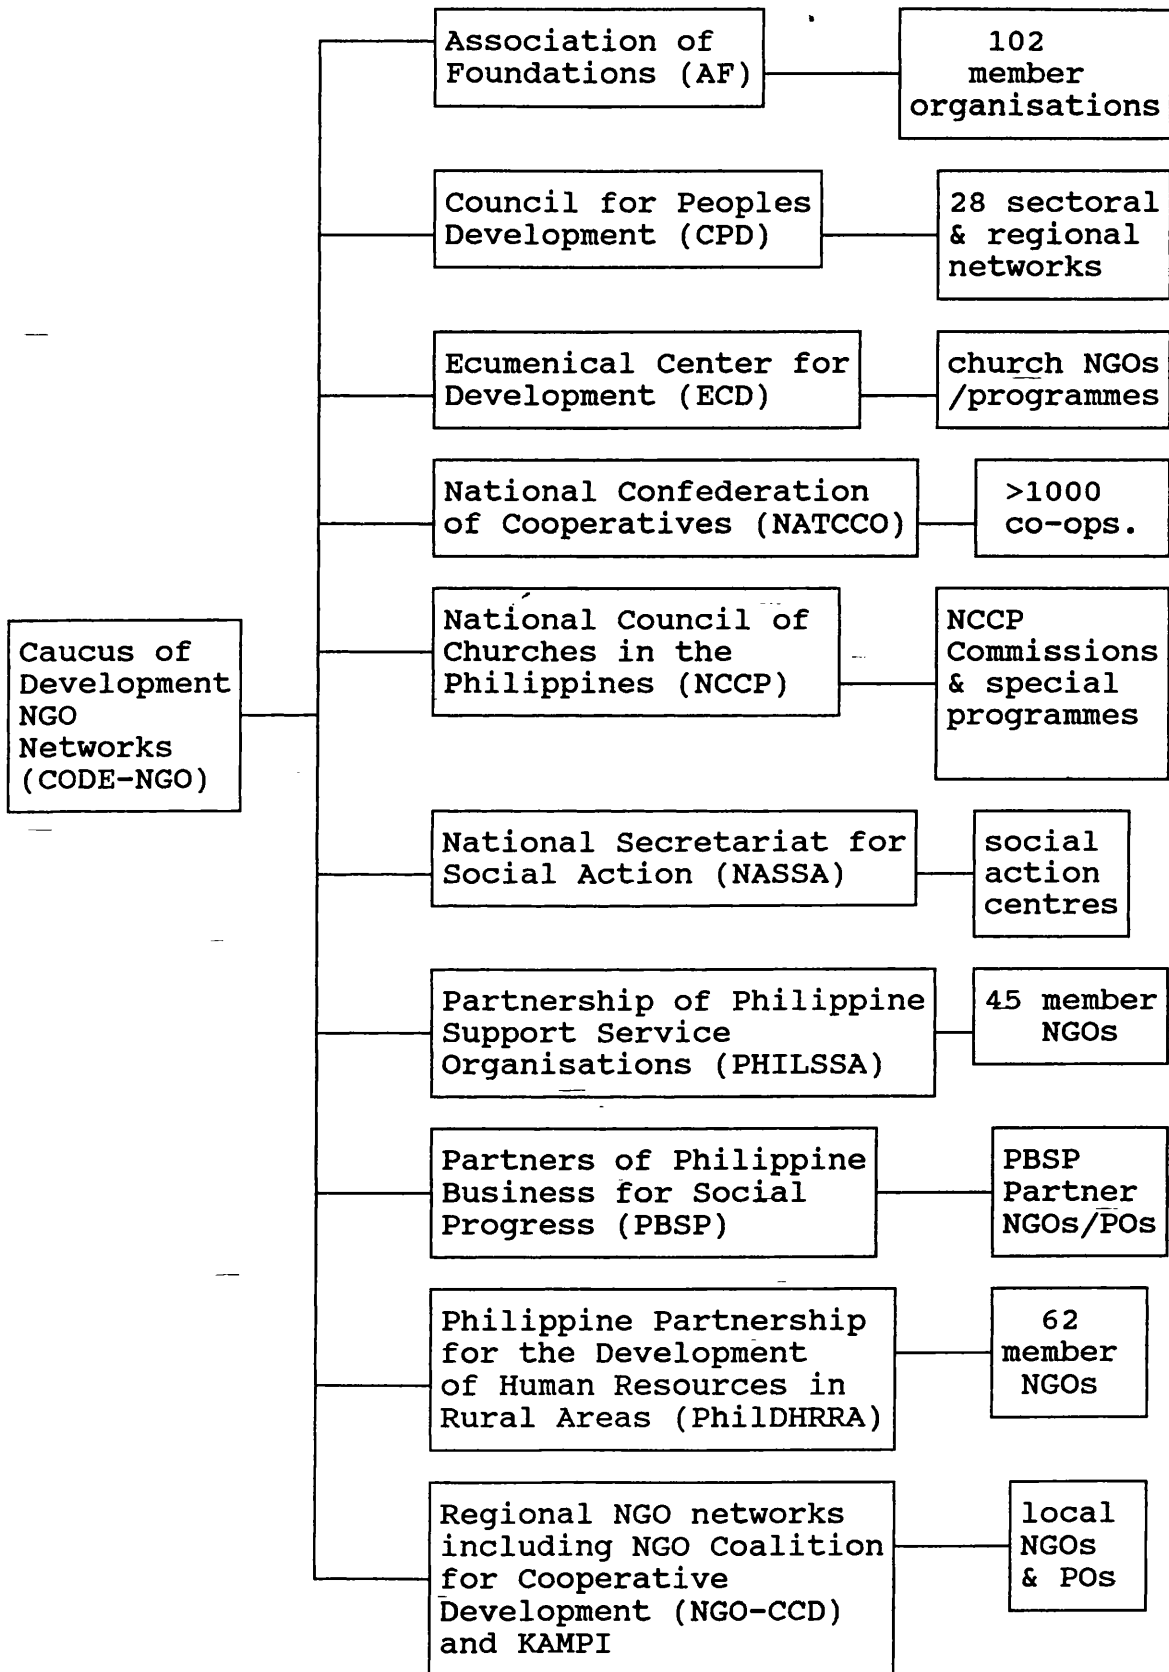 Association of
Foundations (AF)
102
member
organisations
Council for Peoples
Development (CPD)
28 sectoral
& regional
networks
Ecumenical Center for
Development (ECD)
church NGOs
/programmes
National Confederation
of Cooperatives (NATCCO)
>1000
co-ops.
National Council of
Churches in the
Philippines (NCCP)
NCCP
Commissions
& special
programmes
Caucus of
Development
NGO
Networks
(CODE-NGO)
National Secretariat for
Social Action (NASSA)
social
action
centres
Partnership of Philippine
Support Service
Organisations (PHILSSA)
45 member
NGOs
Partners of Philippine
Business for Social
Progress (PBSP)
PBSP
Partner
NGOs/POs
Philippine Partnership
for the Development
of Human Resources in
Rural Areas (PhilDHRRA)
62
member
NGOs
Regional NGO networks
including NGO Coalition
for Cooperative
Development (NGO-CCD)
and KAMPI
local
NGOs
& POs